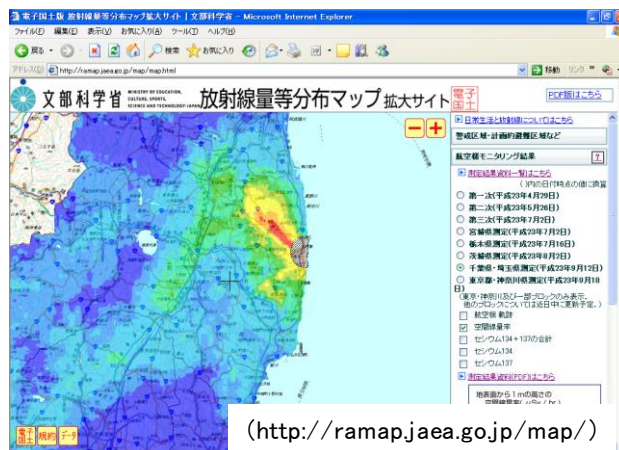 電子国土版 放射線量等分布マップ拡大サイト | 文部科学省 - Microsoft Internet Explorer
ファイル(F) 編集(E) 表示(V) お気に入り(A) ツール(T) ヘルプ(H)
戻る 検索 お気に入り
アドレス(D) http://ramap.jaea.go.jp/map/map.html 移動 リンク
文部科学省 MINISTRY OF EDUCATION, CULTURE, SPORTS, SCIENCE AND TECHNOLOGY-JAPAN 放射線量等分布マップ 拡大サイト 電子国土 PDF版はこちら
日常生活と放射線についてはこちら
警戒区域・計画的避難区域など
航空機モニタリング結果 ?
測定結果資料一覧はこちら
( )内の日付時点の値に換算
第一次(平成23年4月29日)
第二次(平成23年5月26日)
第三次(平成23年7月2日)
宮城県測定(平成23年7月2日)
栃木県測定(平成23年7月16日)
茨城県測定(平成23年8月2日)
千葉県・埼玉県測定(平成23年9月12日)
東京都・神奈川県測定(平成23年9月18日)
(東京・神奈川及び一部ブロックのみ表示。
他のブロックについては近日中に更新予定。)
航空機 軌跡
空間線量率
セシウム134+137の合計
セシウム134
セシウム137
測定結果資料(PDF)はこちら
地表面から1mの高さの
空間線量率(μSv/hr)
電子国土 規約 データ
(http://ramap.jaea.go.jp/map/)